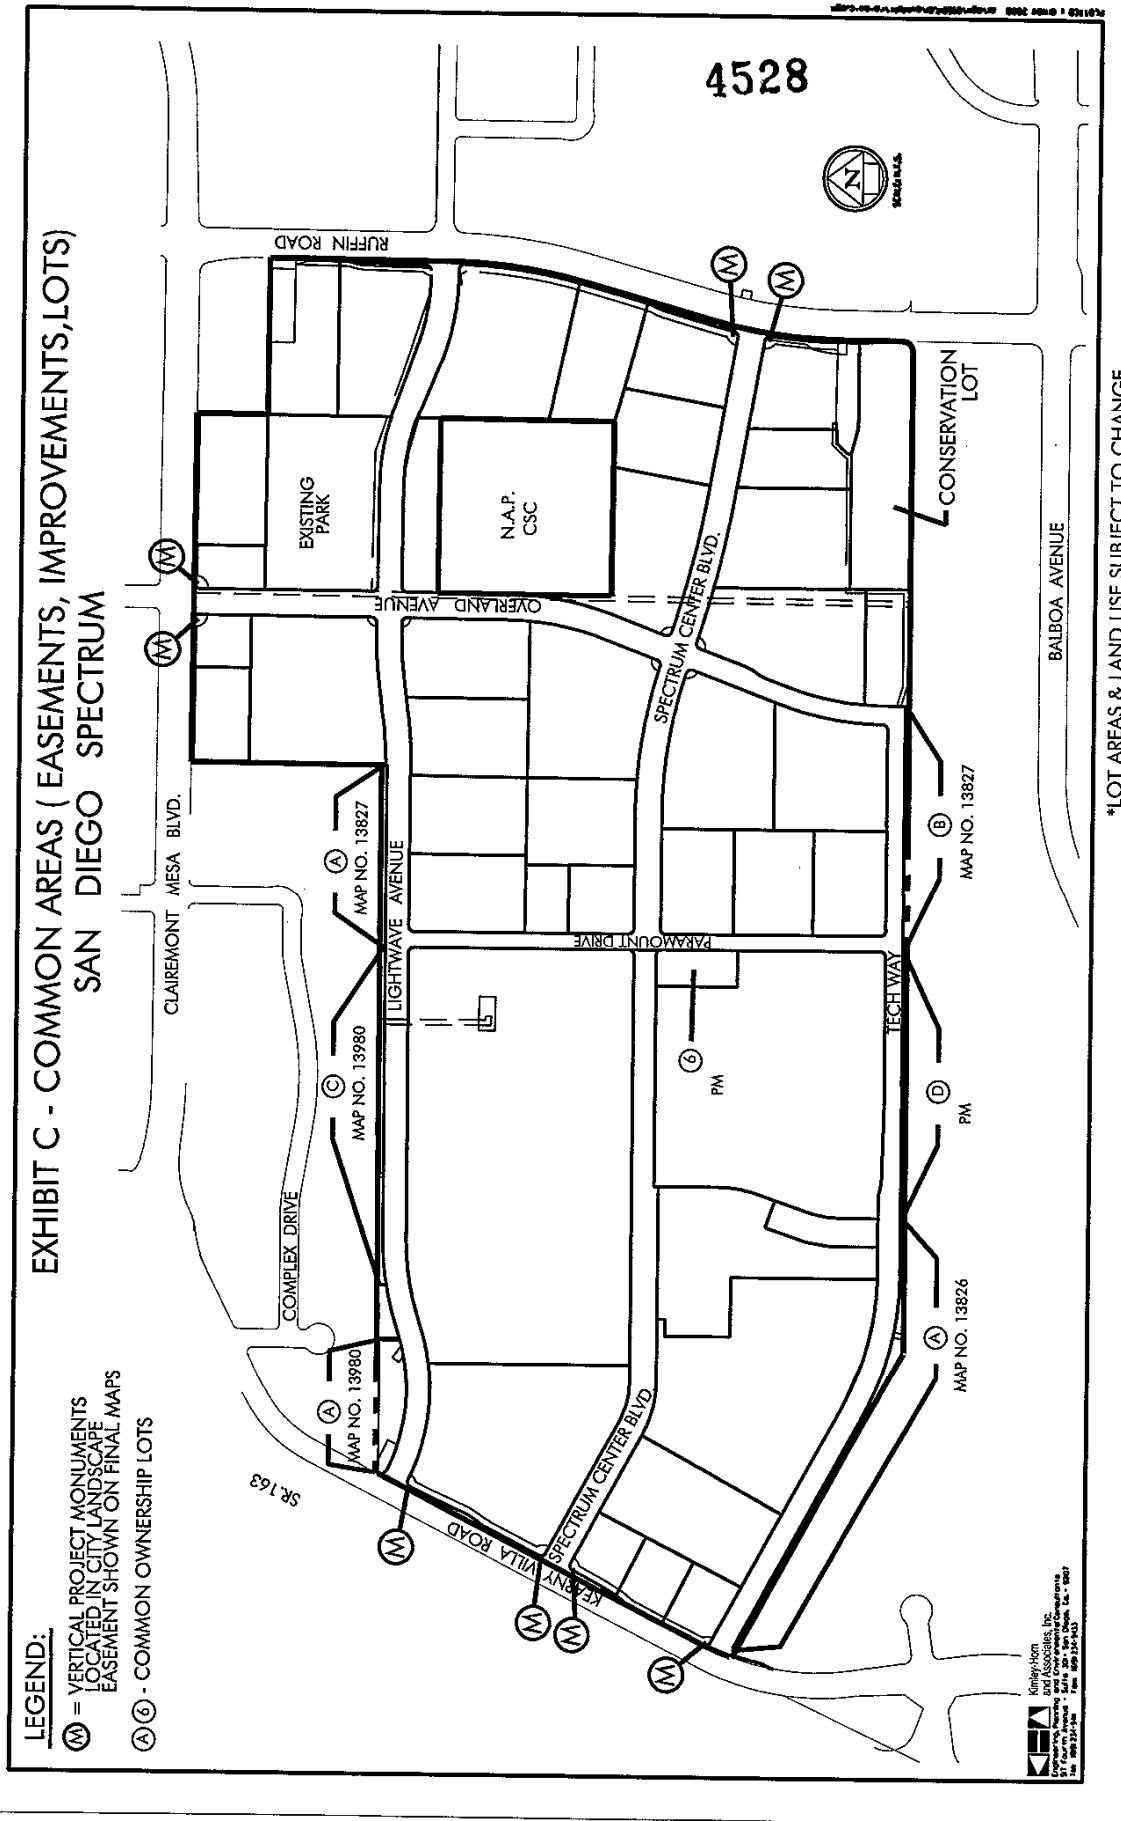 4528
EXHIBIT C - COMMON AREAS ( EASEMENTS, IMPROVEMENTS,LOTS)
SAN DIEGO SPECTRUM
LEGEND:
M = VERTICAL PROJECT MONUMENTS
LOCATED IN CITY LANDSCAPE
EASEMENT SHOWN ON FINAL MAPS
A 6 - COMMON OWNERSHIP LOTS
CLAIREMONT MESA BLVD.
COMPLEX DRIVE
SR.163
RUFFIN ROAD
M
M
EXISTING
PARK
N.A.P.
CSC
OVERLAND AVENUE
LIGHTWAVE AVENUE
A
MAP NO. 13827
C
MAP NO. 13980
A
MAP NO. 13980
M
M
M
M
KEARNY VILLA ROAD
SPECTRUM CENTER BLVD.
SPECTRUM CENTER BLVD.
PARAMOUNT DRIVE
6
PM
TECH WAY
M
M
N
CONSERVATION
LOT
B
MAP NO. 13827
D
PM
A
MAP NO. 13826
BALBOA AVENUE
*LOT AREAS & LAND USE SUBJECT TO CHANGE
Kimley-Horn
and Associates, Inc.